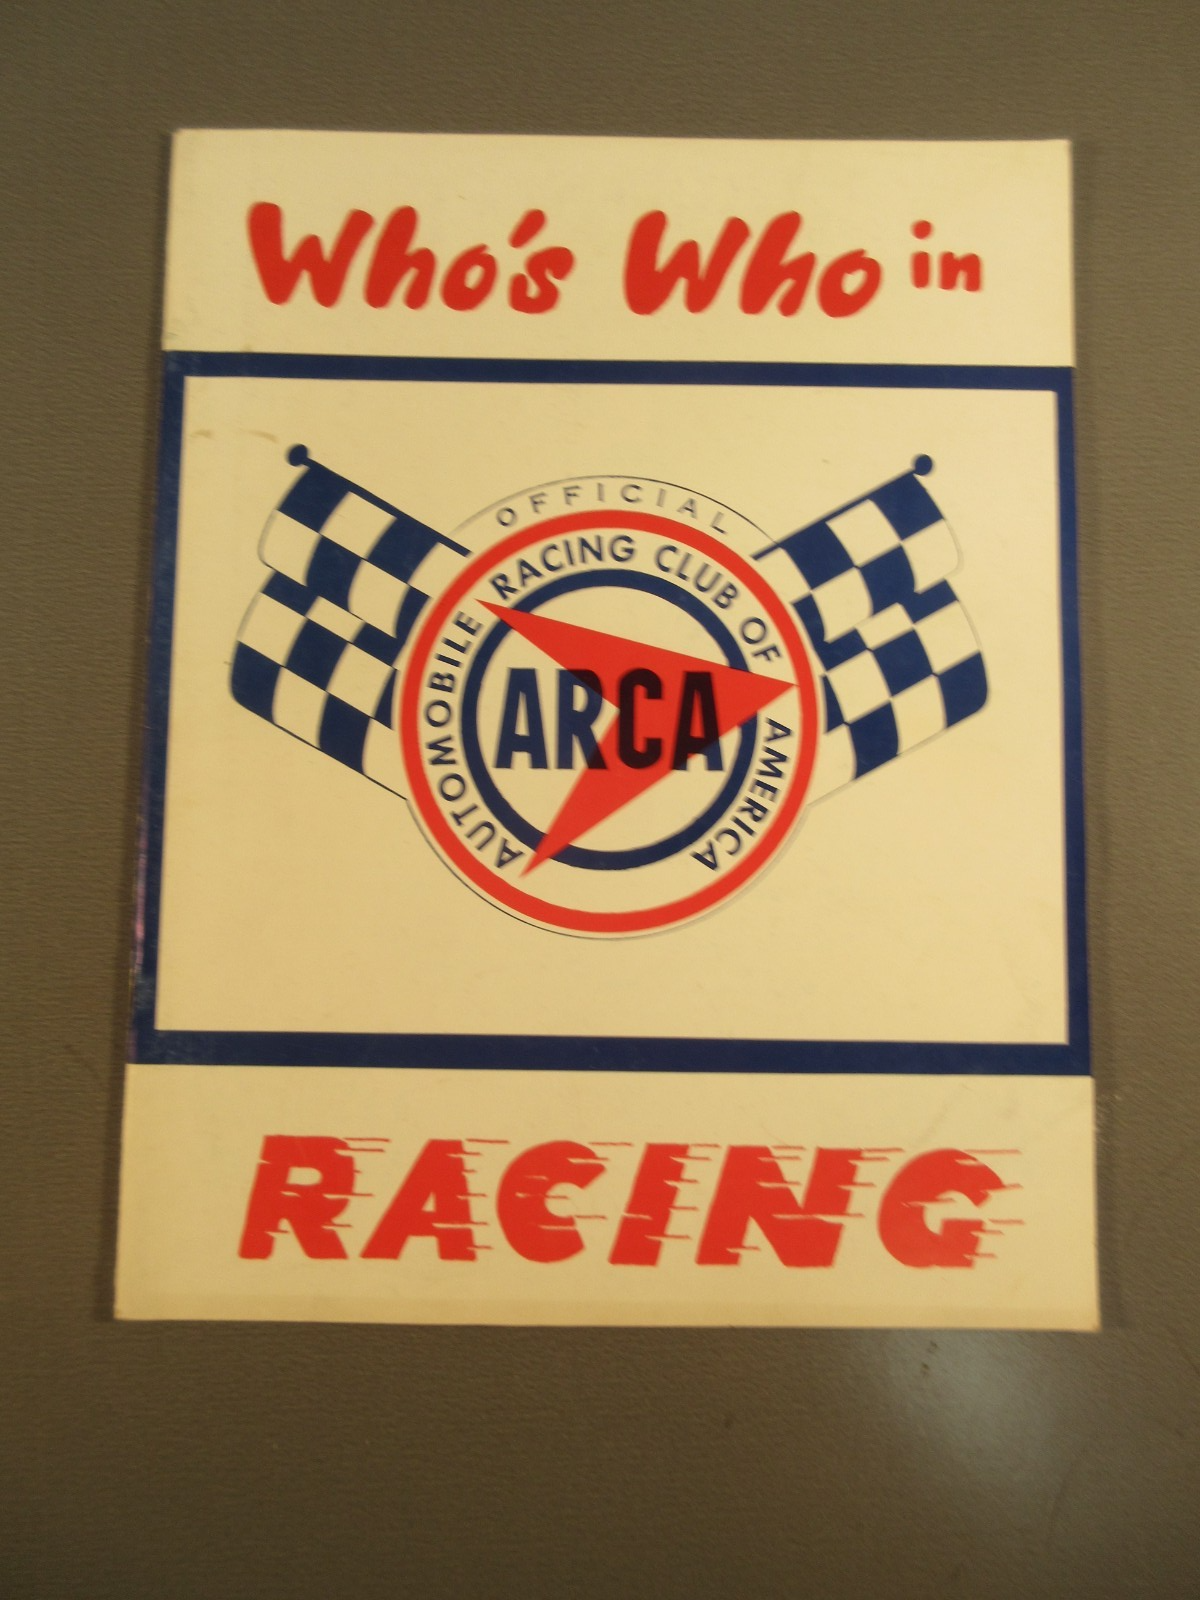 Who's Who in
OFFICIAL
AUTOMOBILE RACING CLUB OF AMERICA
ARCA
RACING